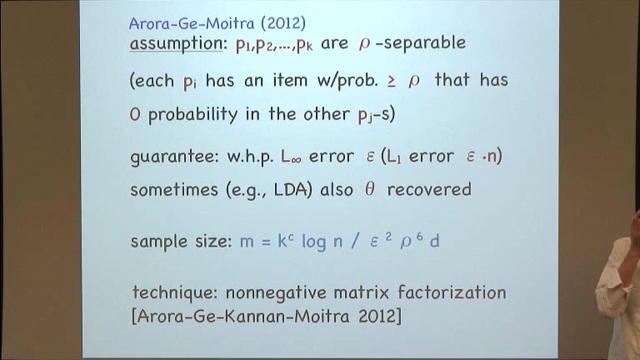 Arora-Ge-Moitra (2012)
assumption: p₁,p₂,...,pₖ are ρ-separable
(each pᵢ has an item w/prob. ≥ ρ that has
0 probability in the other pⱼ-s)
guarantee: w.h.p. L∞ error ε (L₁ error ε·n)
sometimes (e.g., LDA) also θ recovered
sample size: m = kᶜ log n / ε² ρ⁶ d
technique: nonnegative matrix factorization
[Arora-Ge-Kannan-Moitra 2012]